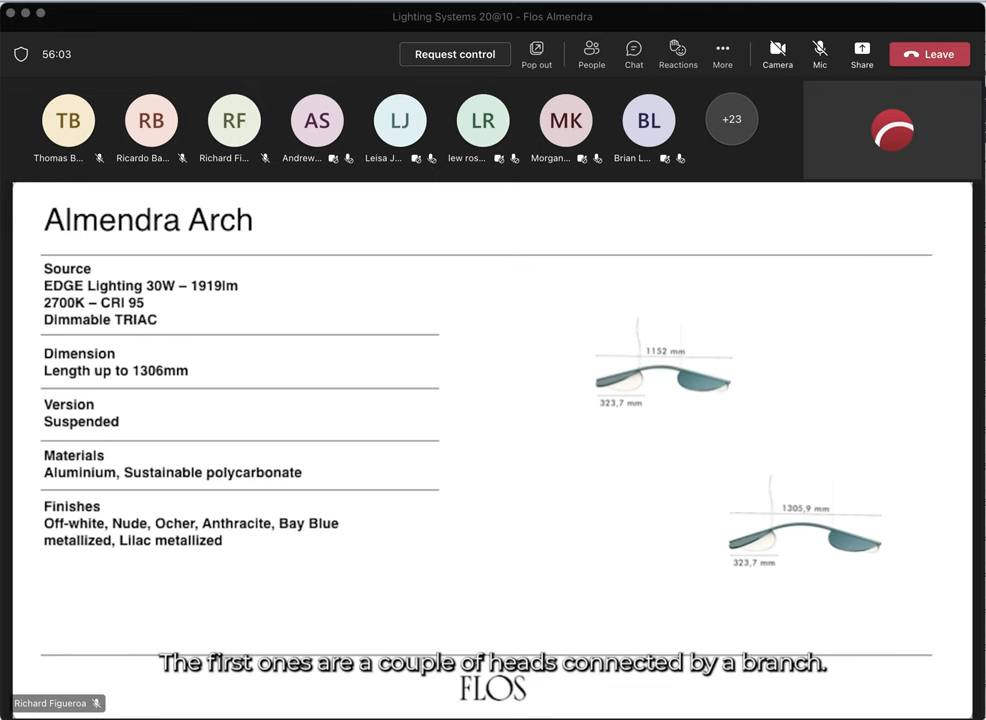 Lighting Systems 20@10 - Flos Almendra
56:03
Request control
Pop out
People
Chat
Reactions
More
Camera
Mic
Share
Leave
TB
RB
RF
AS
LJ
LR
MK
BL
+23
Thomas B...
Ricardo Ba...
Richard Fi...
Andrew...
Leisa J...
lew ros...
Morgan...
Brian L...
Almendra Arch
Source
EDGE Lighting 30W – 1919lm
2700K – CRI 95
Dimmable TRIAC
Dimension
Length up to 1306mm
Version
Suspended
Materials
Aluminium, Sustainable polycarbonate
Finishes
Off-white, Nude, Ocher, Anthracite, Bay Blue
metallized, Lilac metallized
1152 mm
323,7 mm
1305,9 mm
323,7 mm
The first ones are a couple of heads connected by a branch.
FLOS
Richard Figueroa